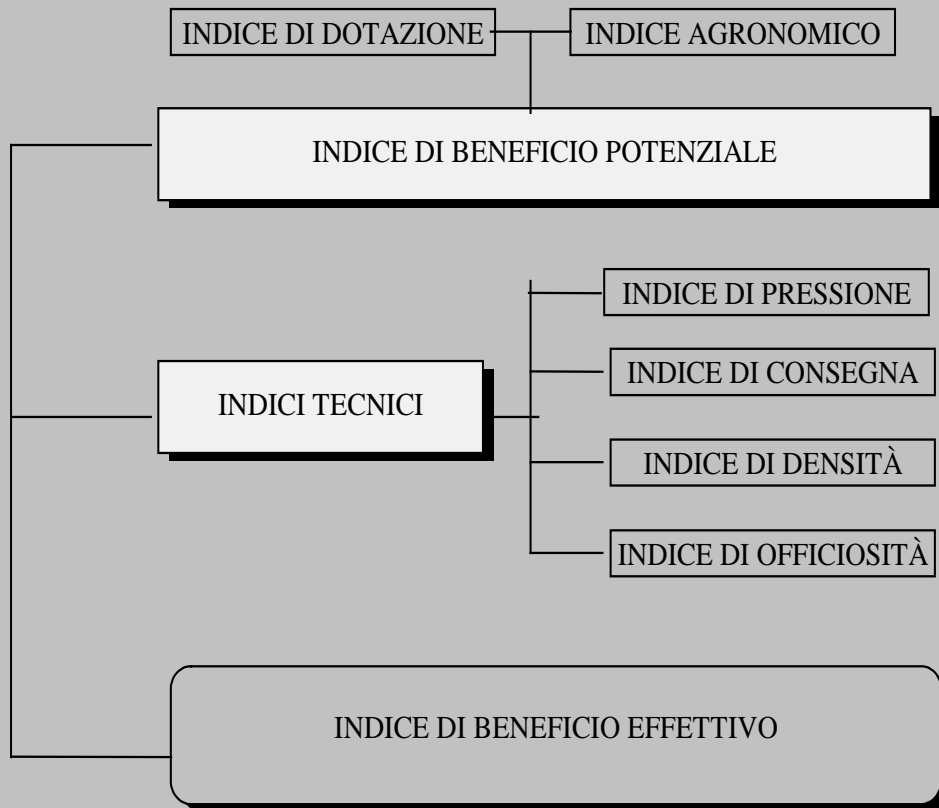 INDICE DI DOTAZIONE
INDICE AGRONOMICO
INDICE DI BENEFICIO POTENZIALE
INDICE DI PRESSIONE
INDICE DI CONSEGNA
INDICI TECNICI
INDICE DI DENSITÀ
INDICE DI OFFICIOSITÀ
INDICE DI BENEFICIO EFFETTIVO